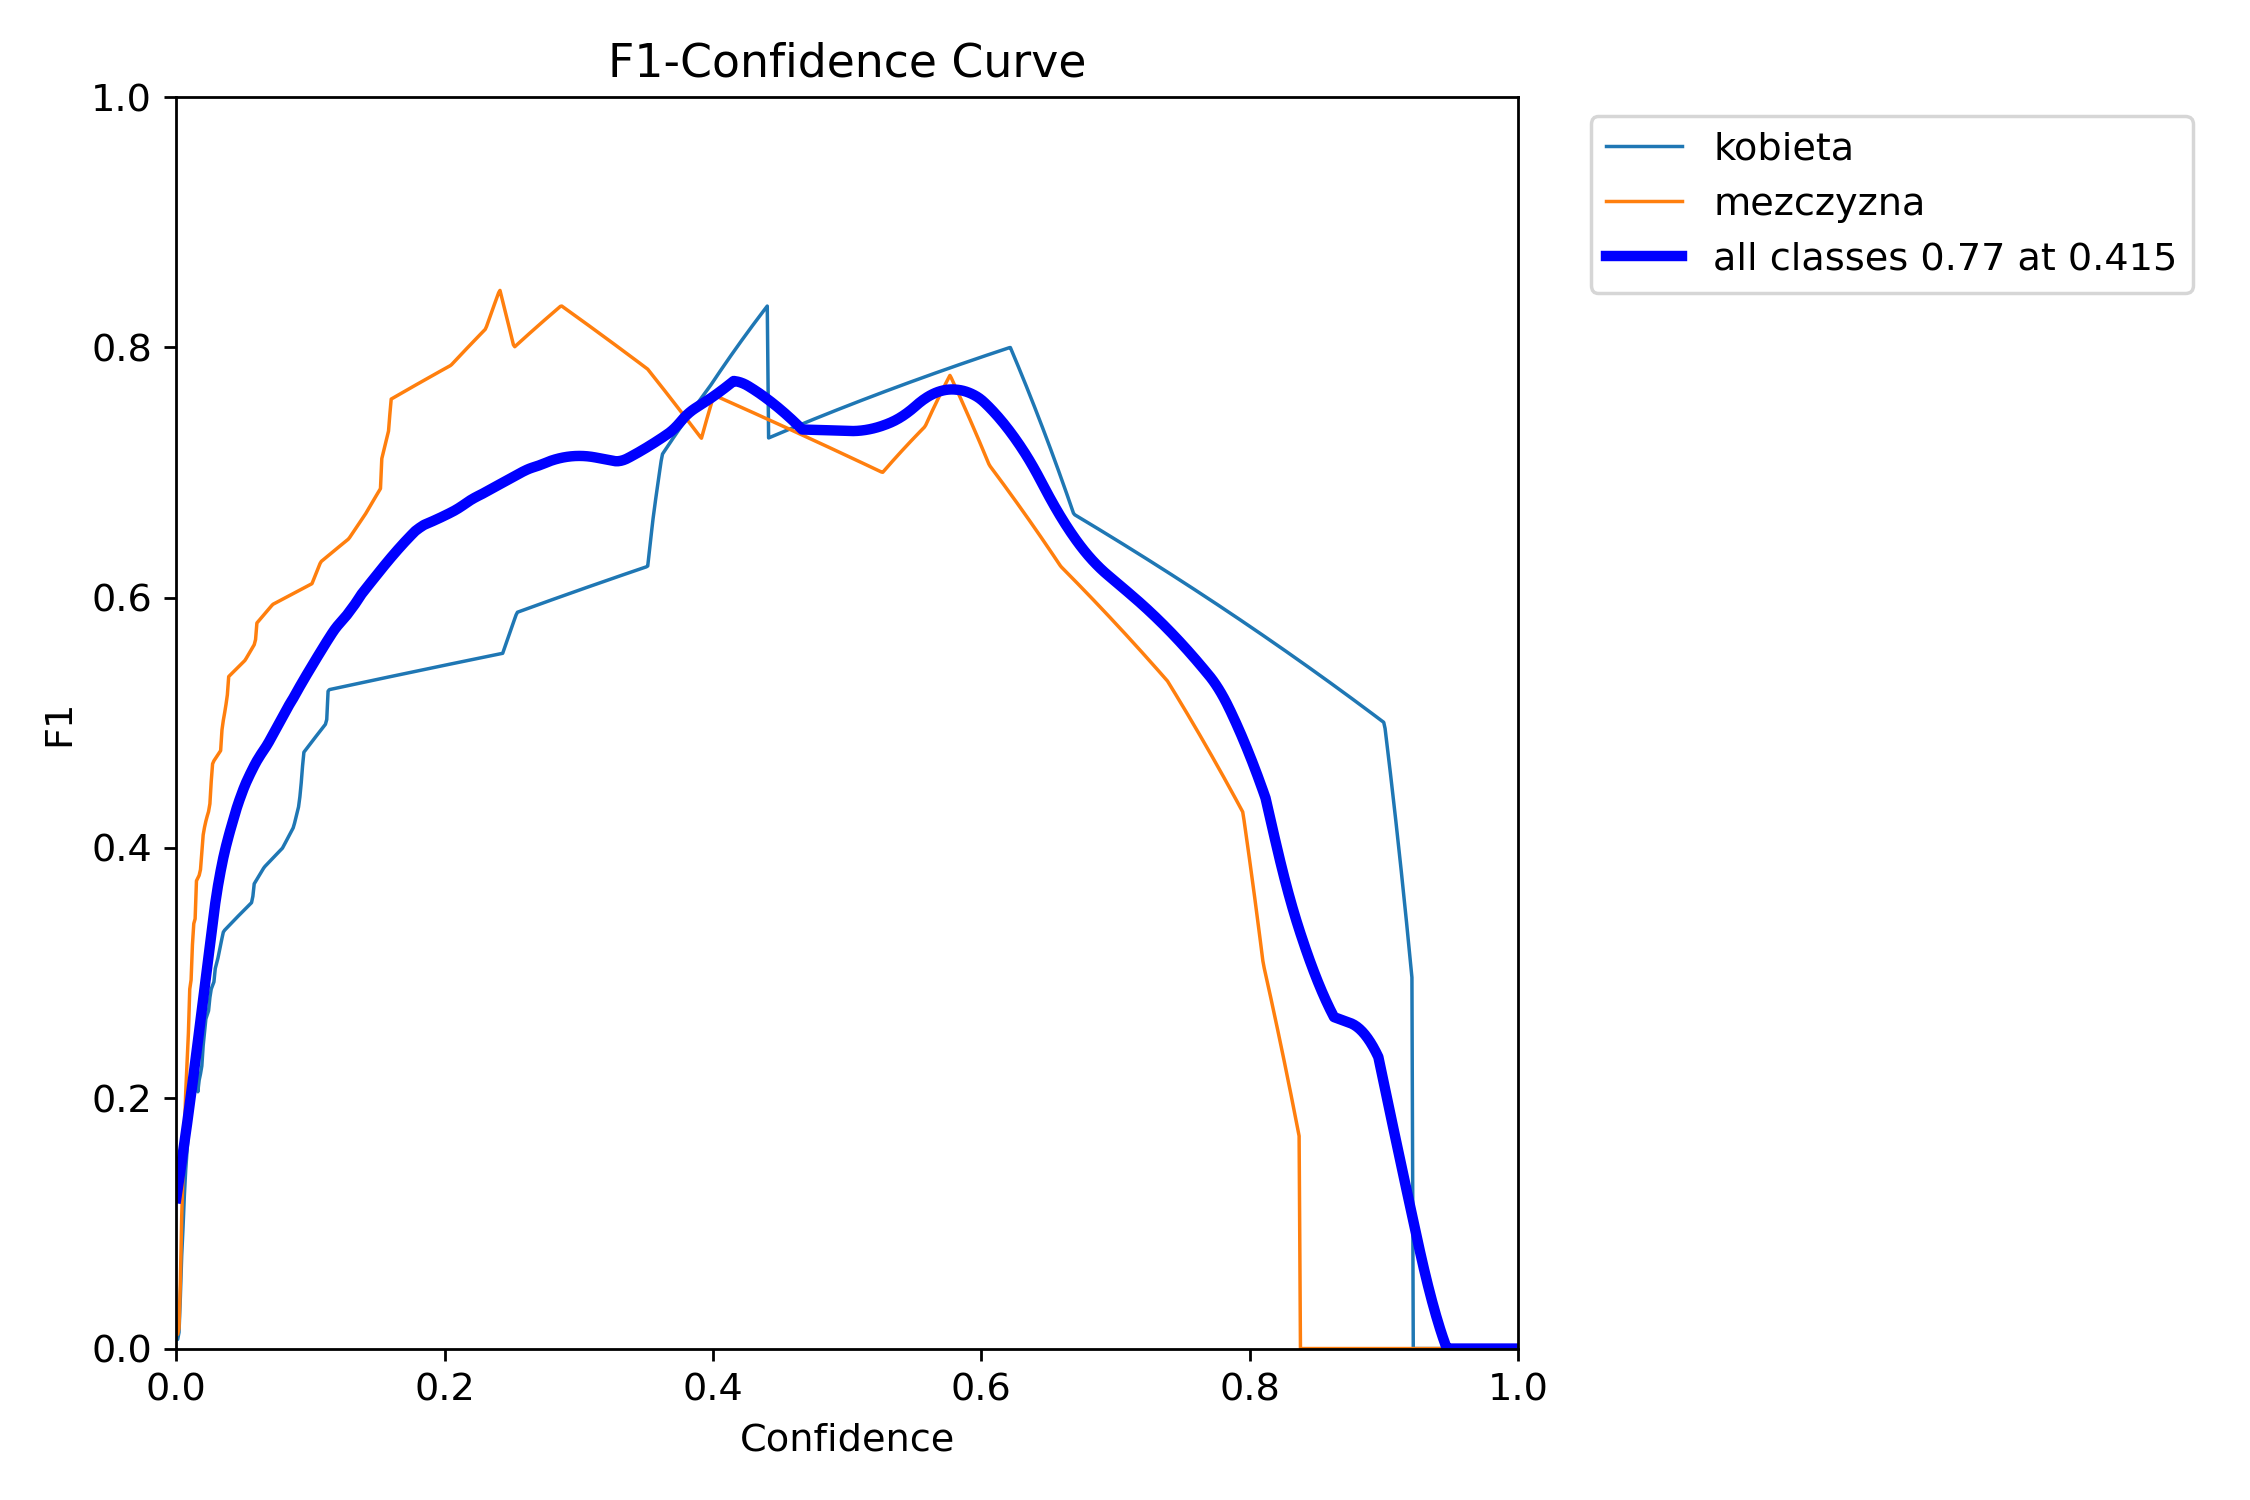 F1-Confidence Curve
kobieta
mezczyzna
all classes 0.77 at 0.415
F1
1.0
0.8
0.6
0.4
0.2
0.0
0.0 0.2 0.4 0.6 0.8 1.0
Confidence